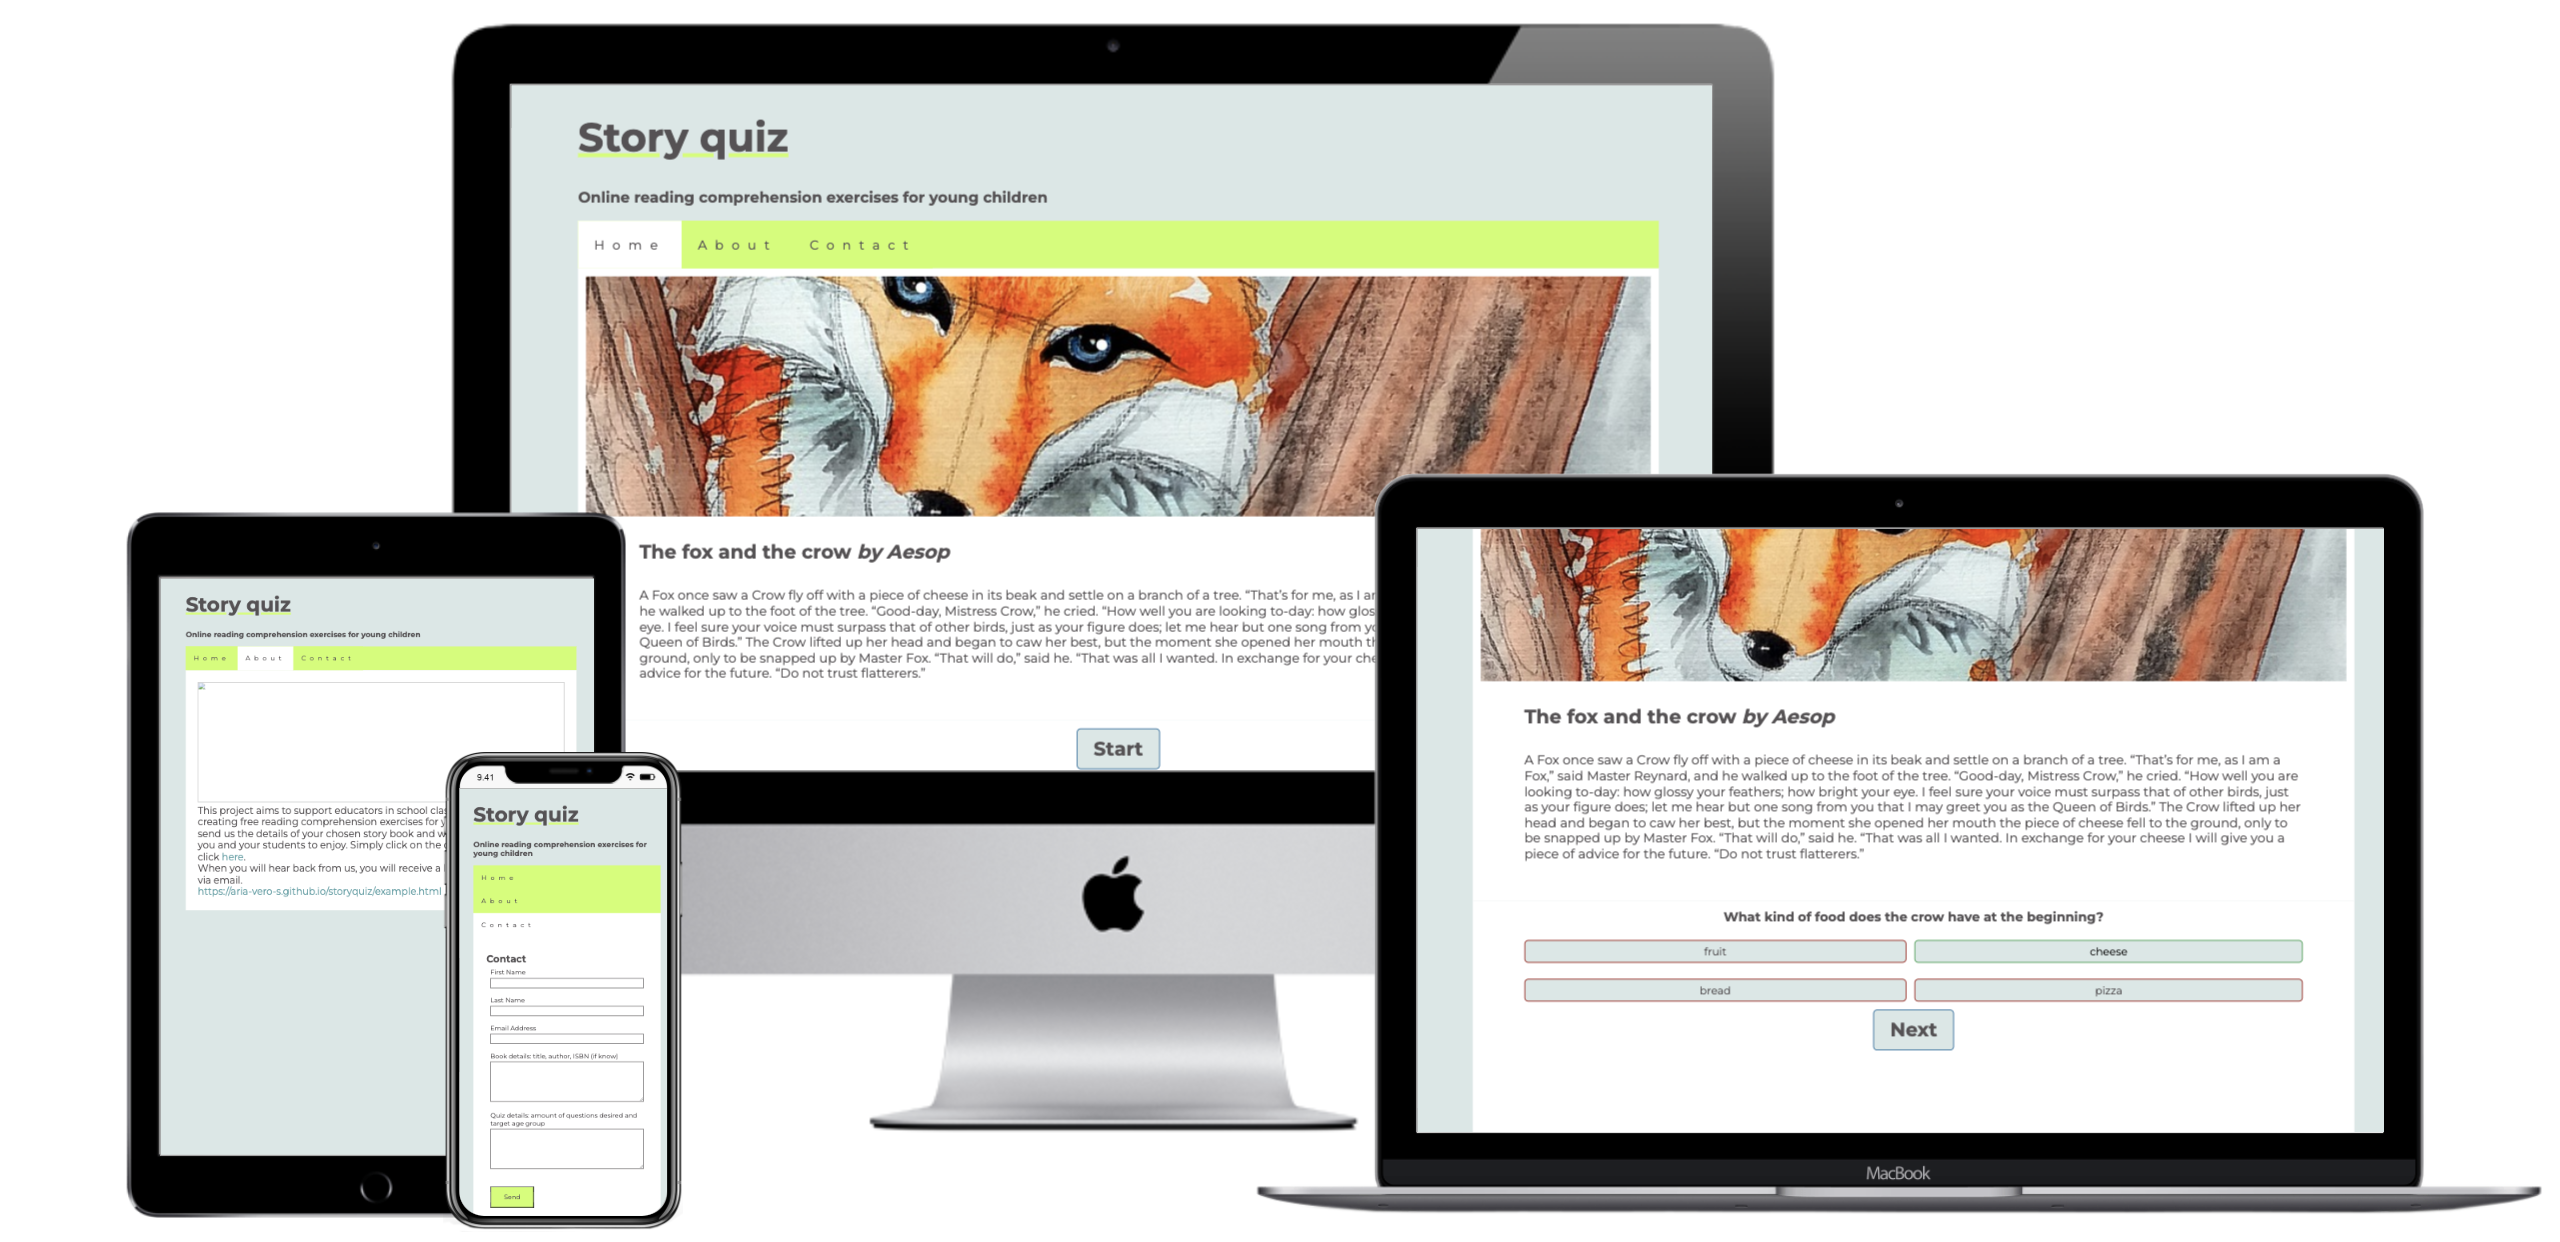 Story quiz
Online reading comprehension exercises for young children
Home About Contact
The fox and the crow by Aesop
A Fox once saw a Crow fly off with a piece of cheese in its beak and settle on a branch of a tree. “That’s for me, as I
he walked up to the foot of the tree. “Good-day, Mistress Crow,” he cried. “How well you are looking to-day: how
eye. I feel sure your voice must surpass that of other birds, just as your figure does; let me hear but one song from
Queen of Birds.” The Crow lifted up her head and began to caw her best, but the moment she opened her mouth
ground, only to be snapped up by Master Fox. “That will do,” said he. “That was all I wanted. In exchange for your
advice for the future. “Do not trust flatterers.”
Start
Story quiz
Online reading comprehension exercises for young children
Home About Contact
This project aims to support educators in school
creating free reading comprehension exercises for
send us the details of your chosen story book and
you and your students to enjoy. Simply click on the
click here.
When you will hear back from us, you will receive a
via email.
https://aria-vero-s.github.io/storyquiz/example.html
9.41
Story quiz
Online reading comprehension exercises for
young children
Home
About
Contact
Contact
First Name
Last Name
Email Address
Book details: title, author, ISBN (if know)
Quiz details: amount of questions desired and
target age group
Send
The fox and the crow by Aesop
A Fox once saw a Crow fly off with a piece of cheese in its beak and settle on a branch of a tree. “That’s for me, as I am a
Fox,” said Master Reynard, and he walked up to the foot of the tree. “Good-day, Mistress Crow,” he cried. “How well you are
looking to-day: how glossy your feathers; how bright your eye. I feel sure your voice must surpass that of other birds, just
as your figure does; let me hear but one song from you that I may greet you as the Queen of Birds.” The Crow lifted up her
head and began to caw her best, but the moment she opened her mouth the piece of cheese fell to the ground, only to
be snapped up by Master Fox. “That will do,” said he. “That was all I wanted. In exchange for your cheese I will give you a
piece of advice for the future. “Do not trust flatterers.”
What kind of food does the crow have at the beginning?
fruit cheese
bread pizza
Next
MacBook